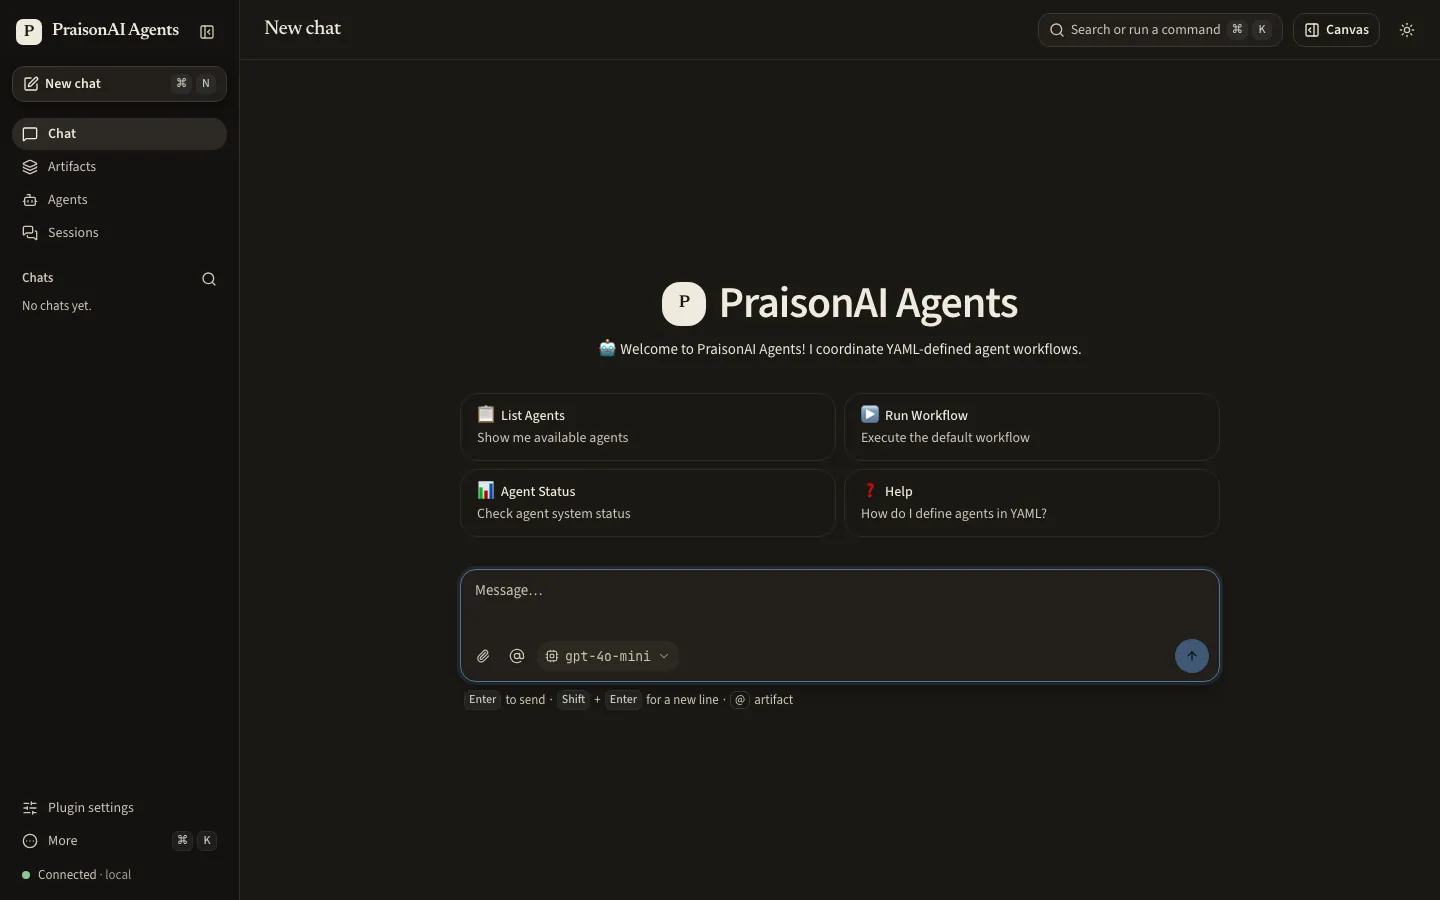 P PraisonAI Agents
New chat ⌘ N
Chat
Artifacts
Agents
Sessions
Chats
No chats yet.
Plugin settings
More ⌘ K
Connected · local
New chat
Search or run a command ⌘ K
Canvas
P PraisonAI Agents
🤖 Welcome to PraisonAI Agents! I coordinate YAML-defined agent workflows.
📋 List Agents
Show me available agents
▶️ Run Workflow
Execute the default workflow
📊 Agent Status
Check agent system status
❓ Help
How do I define agents in YAML?
Message…
gpt-4o-mini
Enter to send · Shift + Enter for a new line · @ artifact